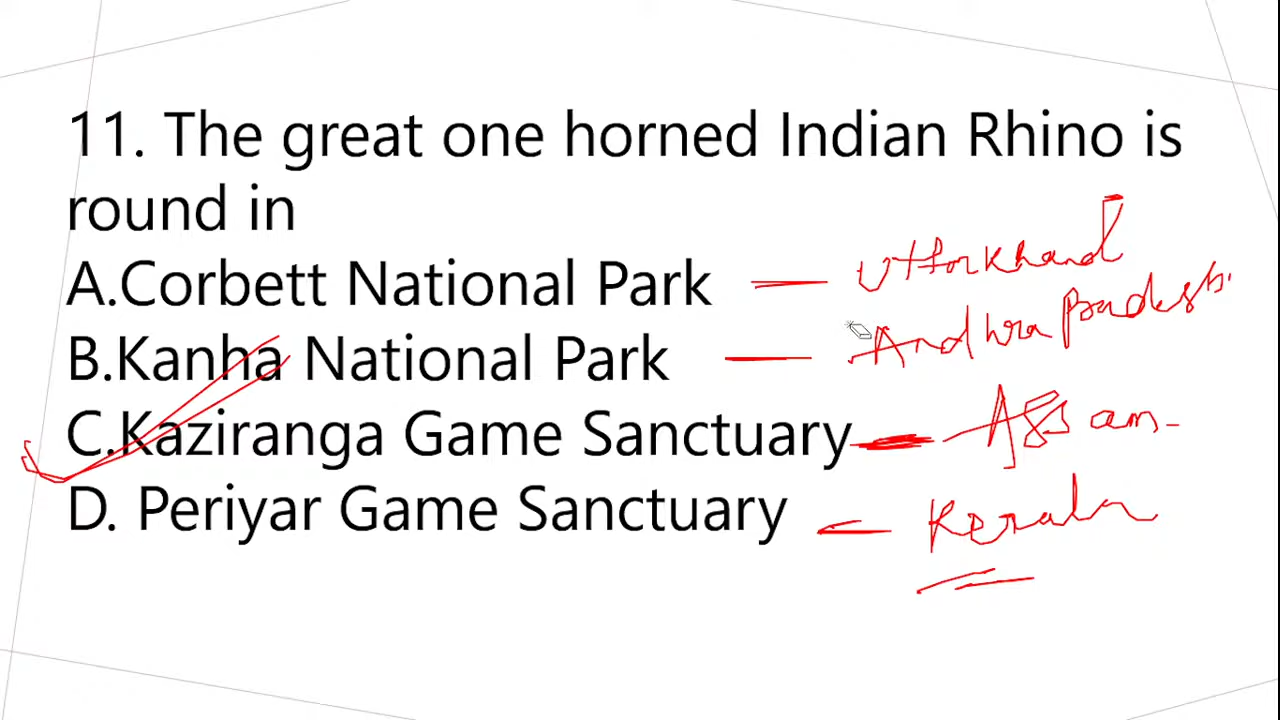 11. The great one horned Indian Rhino is
round in
A.Corbett National Park — Uttorkhand
B.Kanha National Park — Andhra Pradesh.
C.Kaziranga Game Sanctuary — Assam -
D. Periyar Game Sanctuary — Kerala